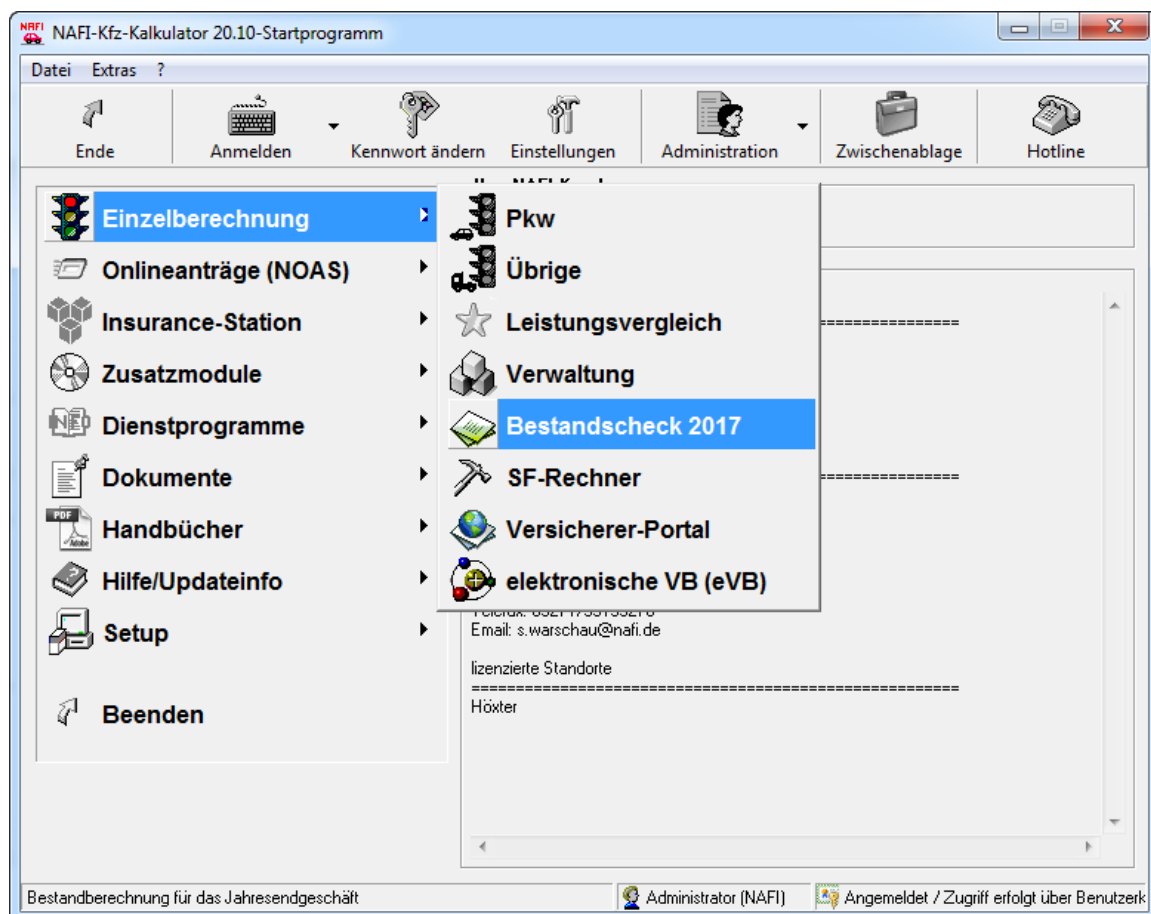 NAFI-Kfz-Kalkulator 20.10-Startprogramm
Datei Extras ?
Ende Anmelden Kennwort ändern Einstellungen Administration Zwischenablage Hotline
Einzelberechnung
Onlineanträge (NOAS)
Insurance-Station
Zusatzmodule
Dienstprogramme
Dokumente
Handbücher
Hilfe/Updateinfo
Setup
Beenden
Pkw
Übrige
Leistungsvergleich
Verwaltung
Bestandscheck 2017
SF-Rechner
Versicherer-Portal
elektronische VB (eVB)
Email: s.warschau@nafi.de
lizenzierte Standorte
Höxter
Bestandberechnung für das Jahresendgeschäft
Administrator (NAFI)
Angemeldet / Zugriff erfolgt über Benutzerk